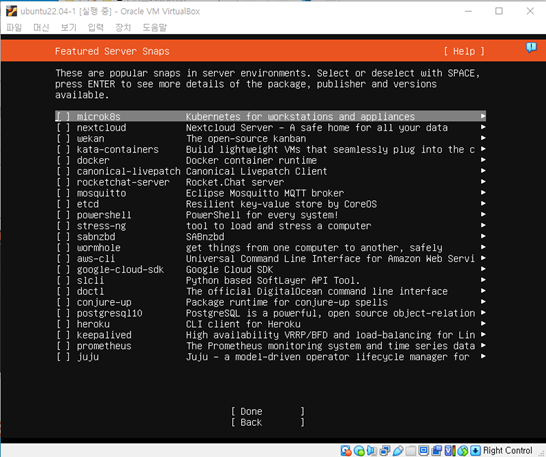 ubuntu22.04-1 [실행 중] - Oracle VM VirtualBox
파일 머신 보기 입력 장치 도움말
Featured Server Snaps [ Help ]
These are popular snaps in server environments. Select or deselect with SPACE,
press ENTER to see more details of the package, publisher and versions
available.
[ ] microk8s Kubernetes for workstations and appliances ▸
[ ] nextcloud Nextcloud Server - A safe home for all your data ▸
[ ] wekan The open-source kanban ▸
[ ] kata-containers Build lightweight VMs that seamlessly plug into the c ▸
[ ] docker Docker container runtime ▸
[ ] canonical-livepatch Canonical Livepatch Client ▸
[ ] rocketchat-server Rocket.Chat server ▸
[ ] mosquitto Eclipse Mosquitto MQTT broker ▸
[ ] etcd Resilient key-value store by CoreOS ▸
[ ] powershell PowerShell for every system! ▸
[ ] stress-ng tool to load and stress a computer ▸
[ ] sabnzbd SABnzbd ▸
[ ] wormhole get things from one computer to another, safely ▸
[ ] aws-cli Universal Command Line Interface for Amazon Web Servi ▸
[ ] google-cloud-sdk Google Cloud SDK ▸
[ ] slcli Python based SoftLayer API Tool. ▸
[ ] doctl The official DigitalOcean command line interface ▸
[ ] conjure-up Package runtime for conjure-up spells ▸
[ ] postgresql10 PostgreSQL is a powerful, open source object-relation ▸
[ ] heroku CLI client for Heroku ▸
[ ] keepalived High availability VRRP/BFD and load-balancing for Lin ▸
[ ] prometheus The Prometheus monitoring system and time series data ▸
[ ] juju Juju - a model-driven operator lifecycle manager for ▸
[ Done ]
[ Back ]
Right Control